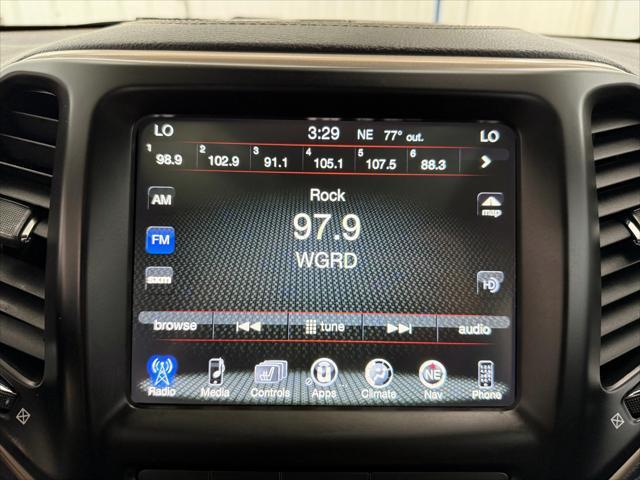 LO 3:29 NE 77° out. LO
1 98.9 2 102.9 3 91.1 4 105.1 5 107.5 6 88.3
AM Rock map
FM 97.9
WGRD
sxm HD
browse tune audio
Radio Media Controls Apps Climate NE Nav Phone